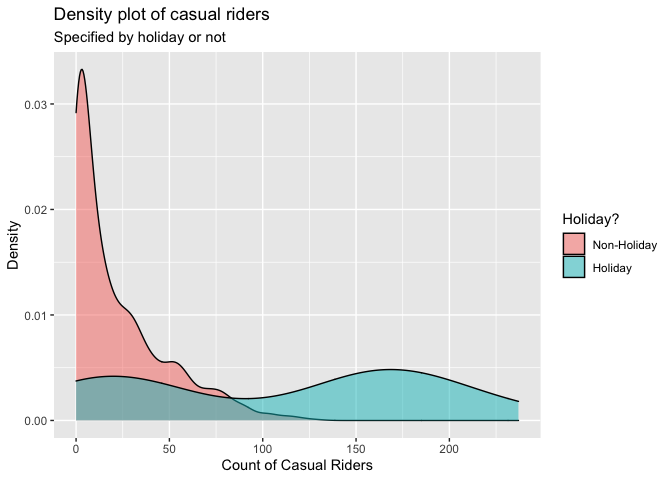 Density plot of casual riders
Specified by holiday or not
Density
0.03
0.02
0.01
0.00
0
50
100
150
200
Count of Casual Riders
Holiday?
Non-Holiday
Holiday